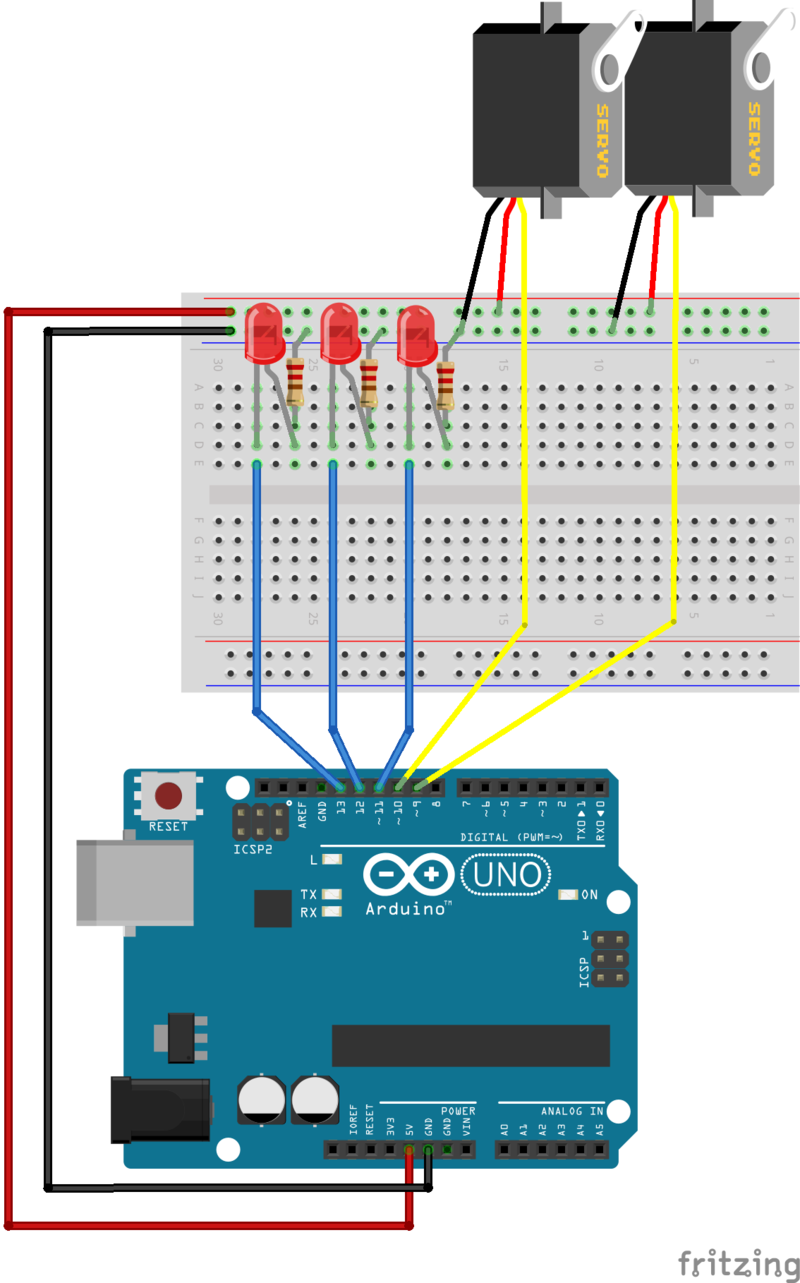 SERVO
SERVO
30 25 15 10 5 1
A A
B B
C C
D D
E E
F F
G G
H H
I I
J J
30 25 15 10 5 1
RESET
ICSP2
AREF
GND
13
12
~11
~10
~9
8
7
~6
~5
4
~3
2
TX0▶1
RX0◀0
DIGITAL (PWM=~)
L
TX
RX
UNO
Arduino™
ON
1
ICSP
POWER
ANALOG IN
IOREF
RESET
3V3
5V
GND
GND
VIN
A0
A1
A2
A3
A4
A5
fritzing